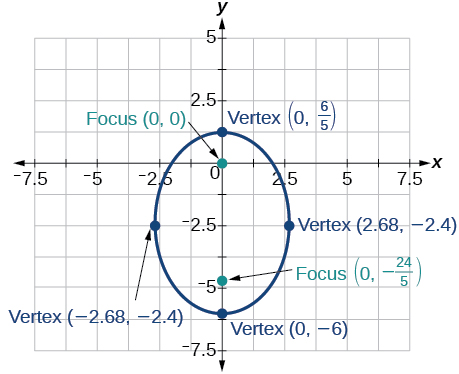 y
5
2.5
Vertex (0, 6/5)
Focus (0, 0)
x
−7.5 −5 −2.5 0 2.5 5 7.5
−2.5
Vertex (2.68, −2.4)
Focus (0, −24/5)
−5
Vertex (−2.68, −2.4)
Vertex (0, −6)
−7.5